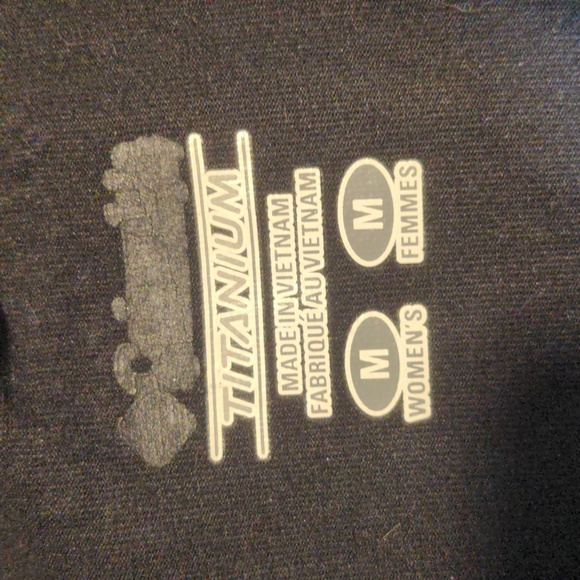 TITANIUM
MADE IN VIETNAM
FABRIQUÉ AU VIETNAM
M M
WOMEN'S FEMMES